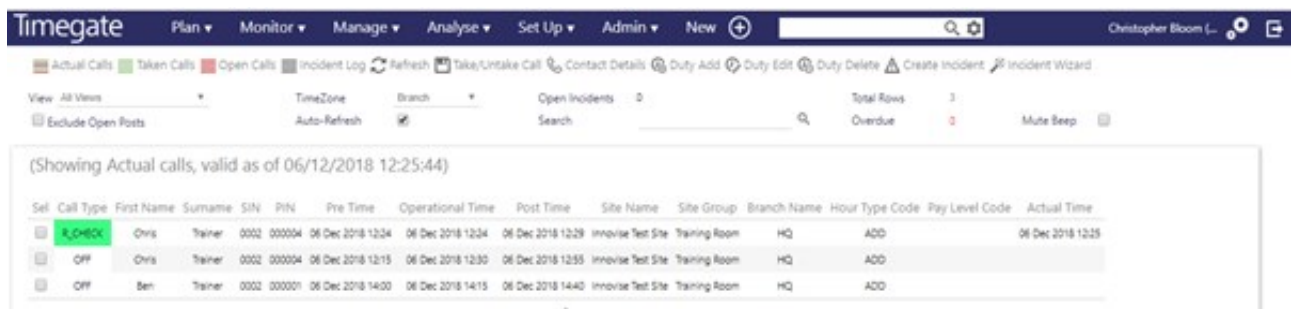 Timegate Plan Monitor Manage Analyse Set Up Admin New Christopher Bloom (...
Actual Calls Taken Calls Open Calls Incident Log Refresh Take/Untake Call Contact Details Duty Add Duty Edit Duty Delete Create Incident Incident Wizard
View All Views TimeZone Branch Open Incidents 0 Total Rows 3
Exclude Open Posts Auto-Refresh Search Overdue 0 Mute Beep
(Showing Actual calls, valid as of 06/12/2018 12:25:44)
Sel Call Type First Name Surname SIN PIN Pre Time Operational Time Post Time Site Name Site Group Branch Name Hour Type Code Pay Level Code Actual Time
R_CHECK Chris Trainer 0002 000004 06 Dec 2018 12:24 06 Dec 2018 12:24 06 Dec 2018 12:29 Innovise Test Site Training Room HQ ADD 06 Dec 2018 12:25
OFF Chris Trainer 0002 000004 06 Dec 2018 12:15 06 Dec 2018 12:30 06 Dec 2018 12:55 Innovise Test Site Training Room HQ ADD
OFF Ben Trainer 0002 000001 06 Dec 2018 14:00 06 Dec 2018 14:15 06 Dec 2018 14:40 Innovise Test Site Training Room HQ ADD